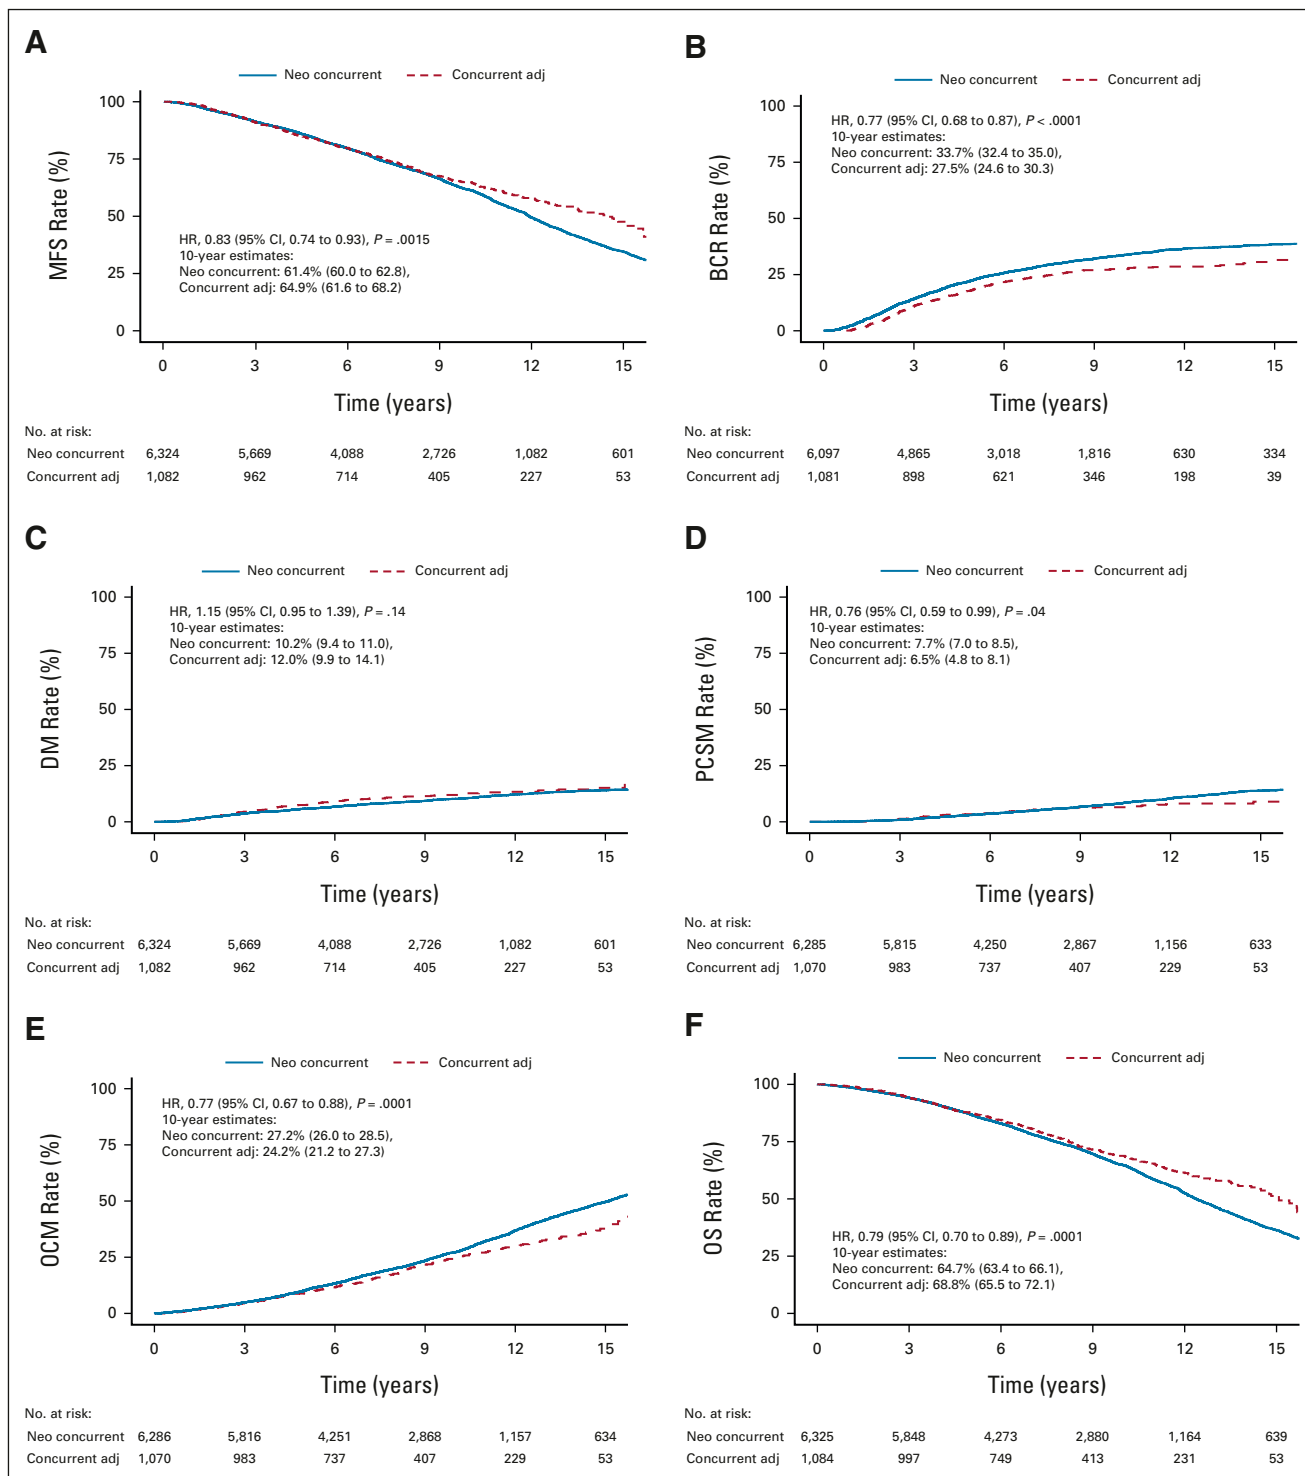 A
Neo concurrent Concurrent adj
MFS Rate (%)
100
75
50
25
0
HR, 0.83 (95% CI, 0.74 to 0.93), P = .0015
10-year estimates:
Neo concurrent: 61.4% (60.0 to 62.8),
Concurrent adj: 64.9% (61.6 to 68.2)
0 3 6 9 12 15
Time (years)
No. at risk:
Neo concurrent 6,324 5,669 4,088 2,726 1,082 601
Concurrent adj 1,082 962 714 405 227 53
B
Neo concurrent Concurrent adj
BCR Rate (%)
100
75
50
25
0
HR, 0.77 (95% CI, 0.68 to 0.87), P < .0001
10-year estimates:
Neo concurrent: 33.7% (32.4 to 35.0),
Concurrent adj: 27.5% (24.6 to 30.3)
0 3 6 9 12 15
Time (years)
No. at risk:
Neo concurrent 6,097 4,865 3,018 1,816 630 334
Concurrent adj 1,081 898 621 346 198 39
C
Neo concurrent Concurrent adj
DM Rate (%)
100
75
50
25
0
HR, 1.15 (95% CI, 0.95 to 1.39), P = .14
10-year estimates:
Neo concurrent: 10.2% (9.4 to 11.0),
Concurrent adj: 12.0% (9.9 to 14.1)
0 3 6 9 12 15
Time (years)
No. at risk:
Neo concurrent 6,324 5,669 4,088 2,726 1,082 601
Concurrent adj 1,082 962 714 405 227 53
D
Neo concurrent Concurrent adj
PCSM Rate (%)
100
75
50
25
0
HR, 0.76 (95% CI, 0.59 to 0.99), P = .04
10-year estimates:
Neo concurrent: 7.7% (7.0 to 8.5),
Concurrent adj: 6.5% (4.8 to 8.1)
0 3 6 9 12 15
Time (years)
No. at risk:
Neo concurrent 6,285 5,815 4,250 2,867 1,156 633
Concurrent adj 1,070 983 737 407 229 53
E
Neo concurrent Concurrent adj
OCM Rate (%)
100
75
50
25
0
HR, 0.77 (95% CI, 0.67 to 0.88), P = .0001
10-year estimates:
Neo concurrent: 27.2% (26.0 to 28.5),
Concurrent adj: 24.2% (21.2 to 27.3)
0 3 6 9 12 15
Time (years)
No. at risk:
Neo concurrent 6,286 5,816 4,251 2,868 1,157 634
Concurrent adj 1,070 983 737 407 229 53
F
Neo concurrent Concurrent adj
OS Rate (%)
100
75
50
25
0
HR, 0.79 (95% CI, 0.70 to 0.89), P = .0001
10-year estimates:
Neo concurrent: 64.7% (63.4 to 66.1),
Concurrent adj: 68.8% (65.5 to 72.1)
0 3 6 9 12 15
Time (years)
No. at risk:
Neo concurrent 6,325 5,848 4,273 2,880 1,164 639
Concurrent adj 1,084 997 749 413 231 53